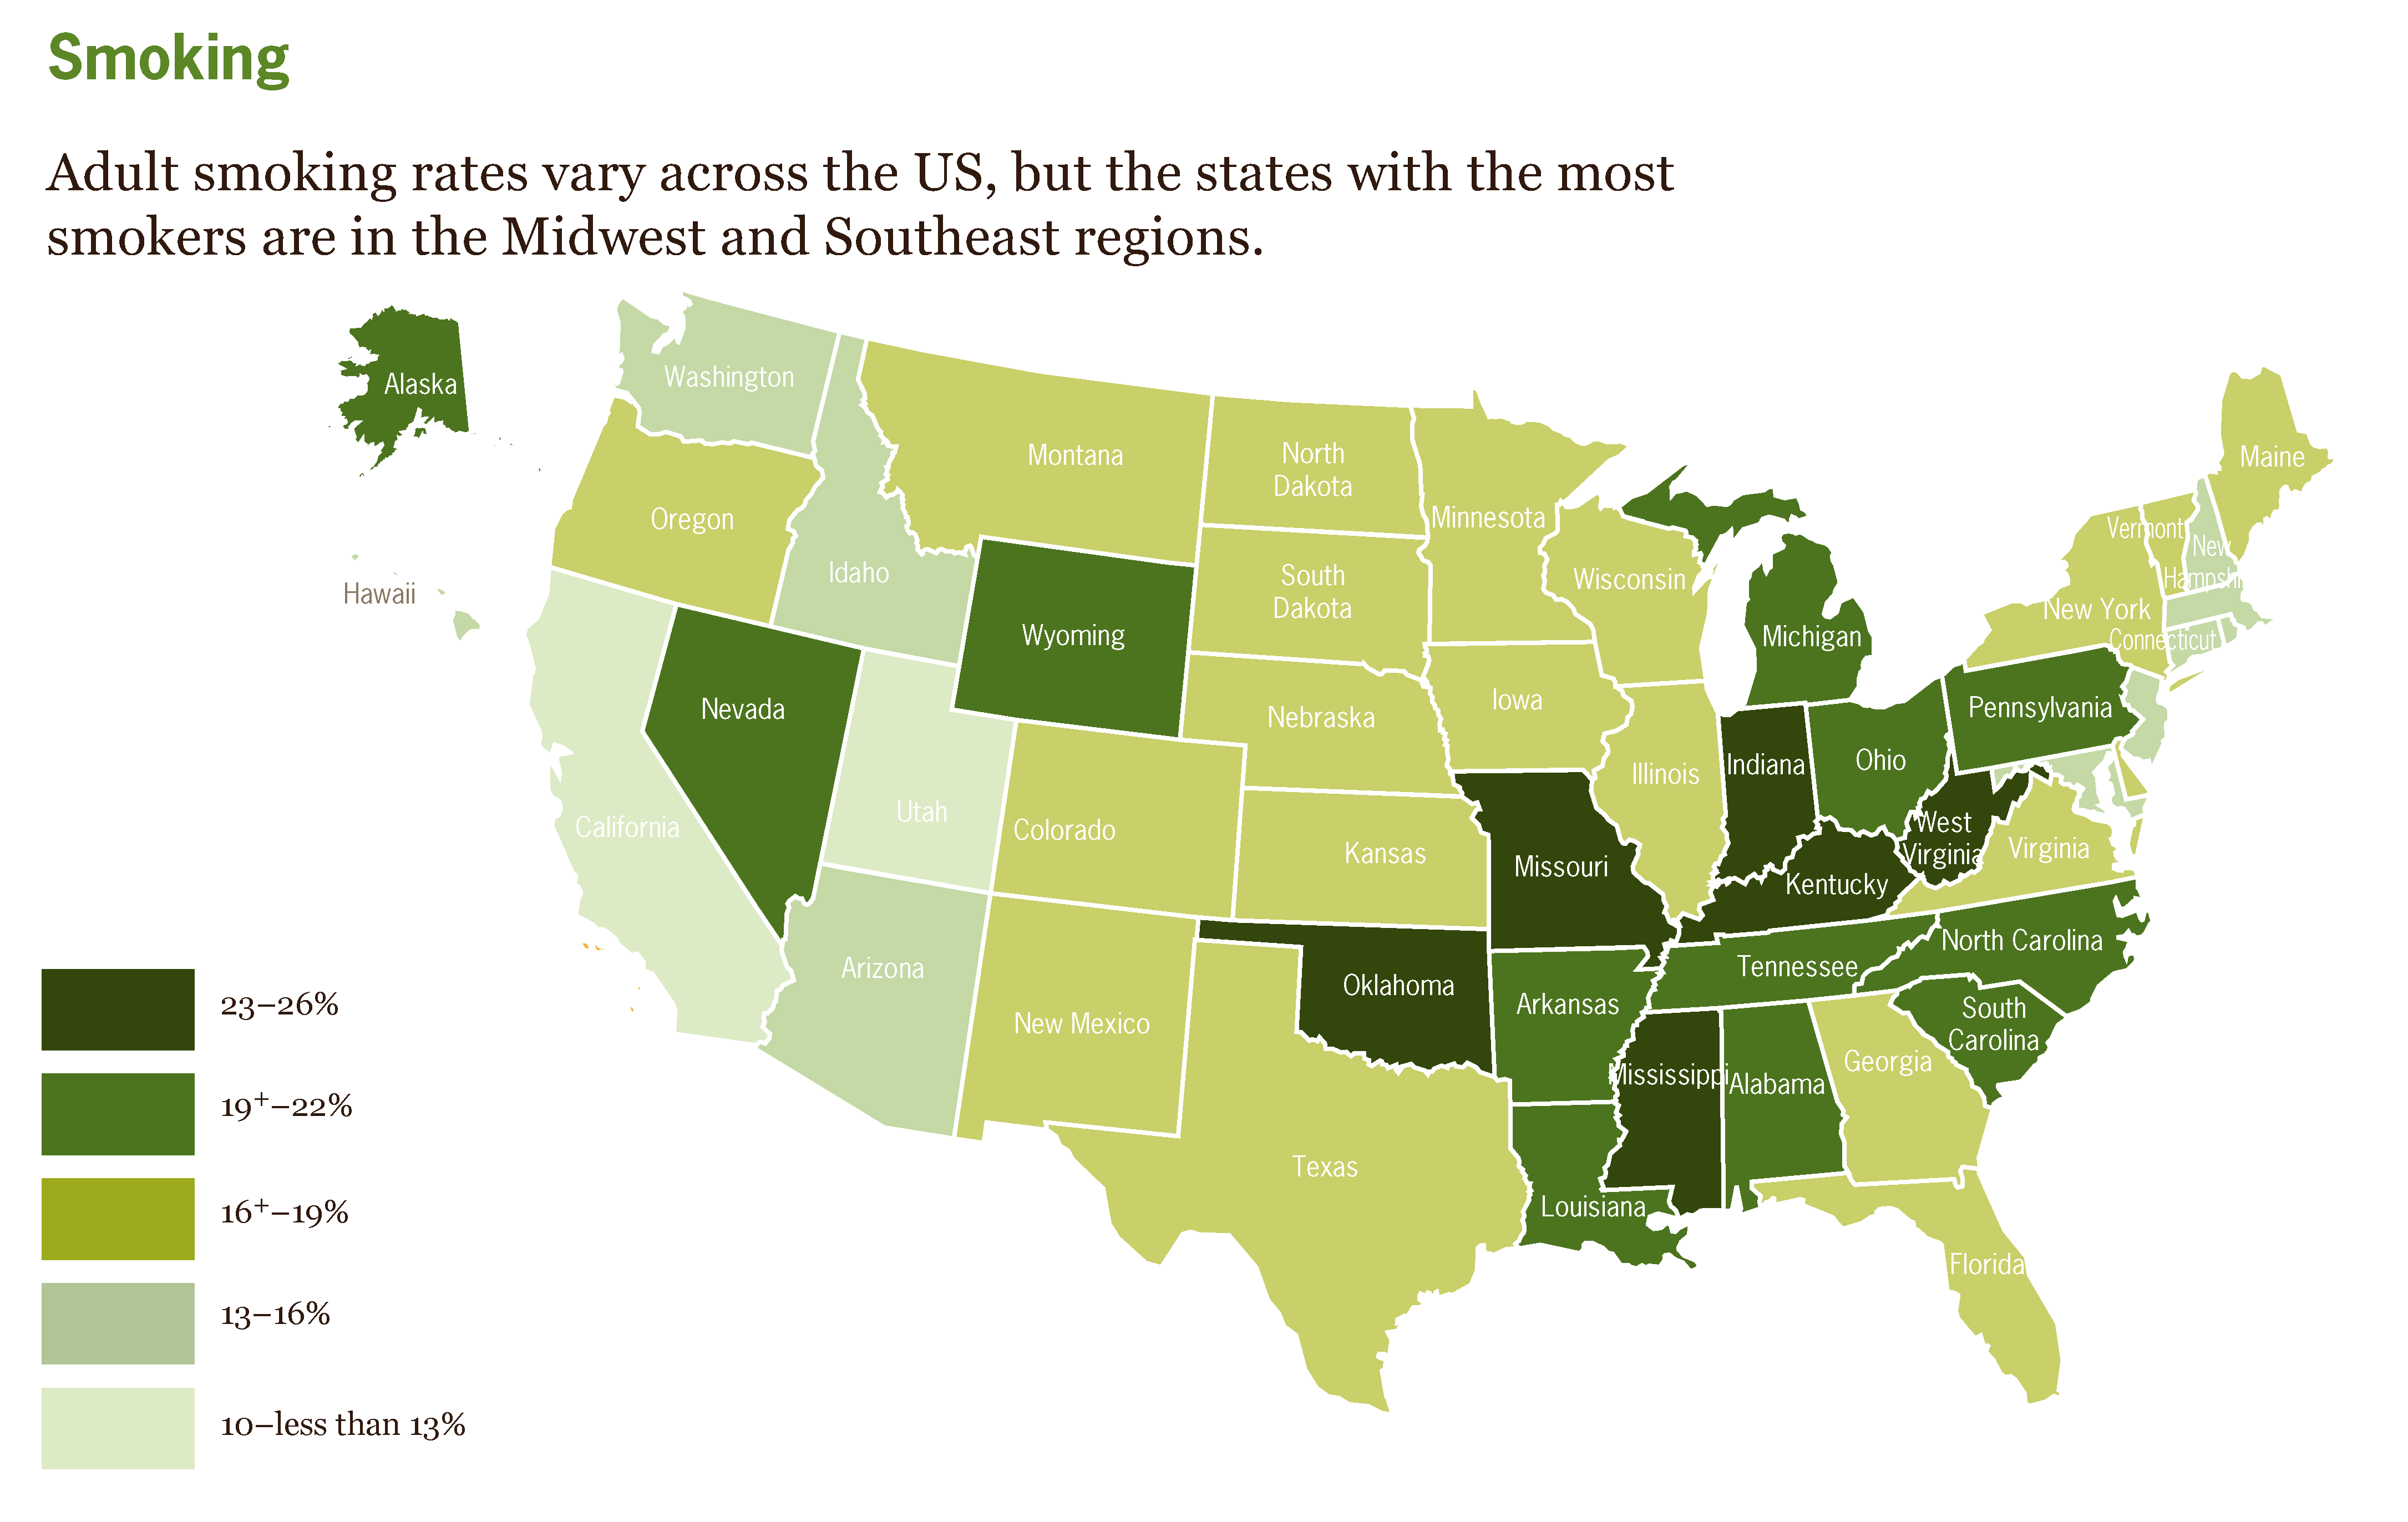 Smoking
Adult smoking rates vary across the US, but the states with the most
smokers are in the Midwest and Southeast regions.
Alaska
Washington
Montana
North
Dakota
Minnesota
Maine
Oregon
Idaho
Vermont
New
Hampshi
Hawaii
South
Dakota
Wisconsin
New York
Wyoming
Michigan
Connecticut
Nevada
Nebraska
Iowa
Pennsylvania
Utah
Illinois
Indiana
Ohio
California
Colorado
Kansas
Missouri
West
Virginia
Virginia
Kentucky
Arizona
Oklahoma
Tennessee
North Carolina
New Mexico
Arkansas
South
Carolina
Mississippi
Alabama
Georgia
Texas
Louisiana
Florida
23–26%
19+–22%
16+–19%
13–16%
10–less than 13%